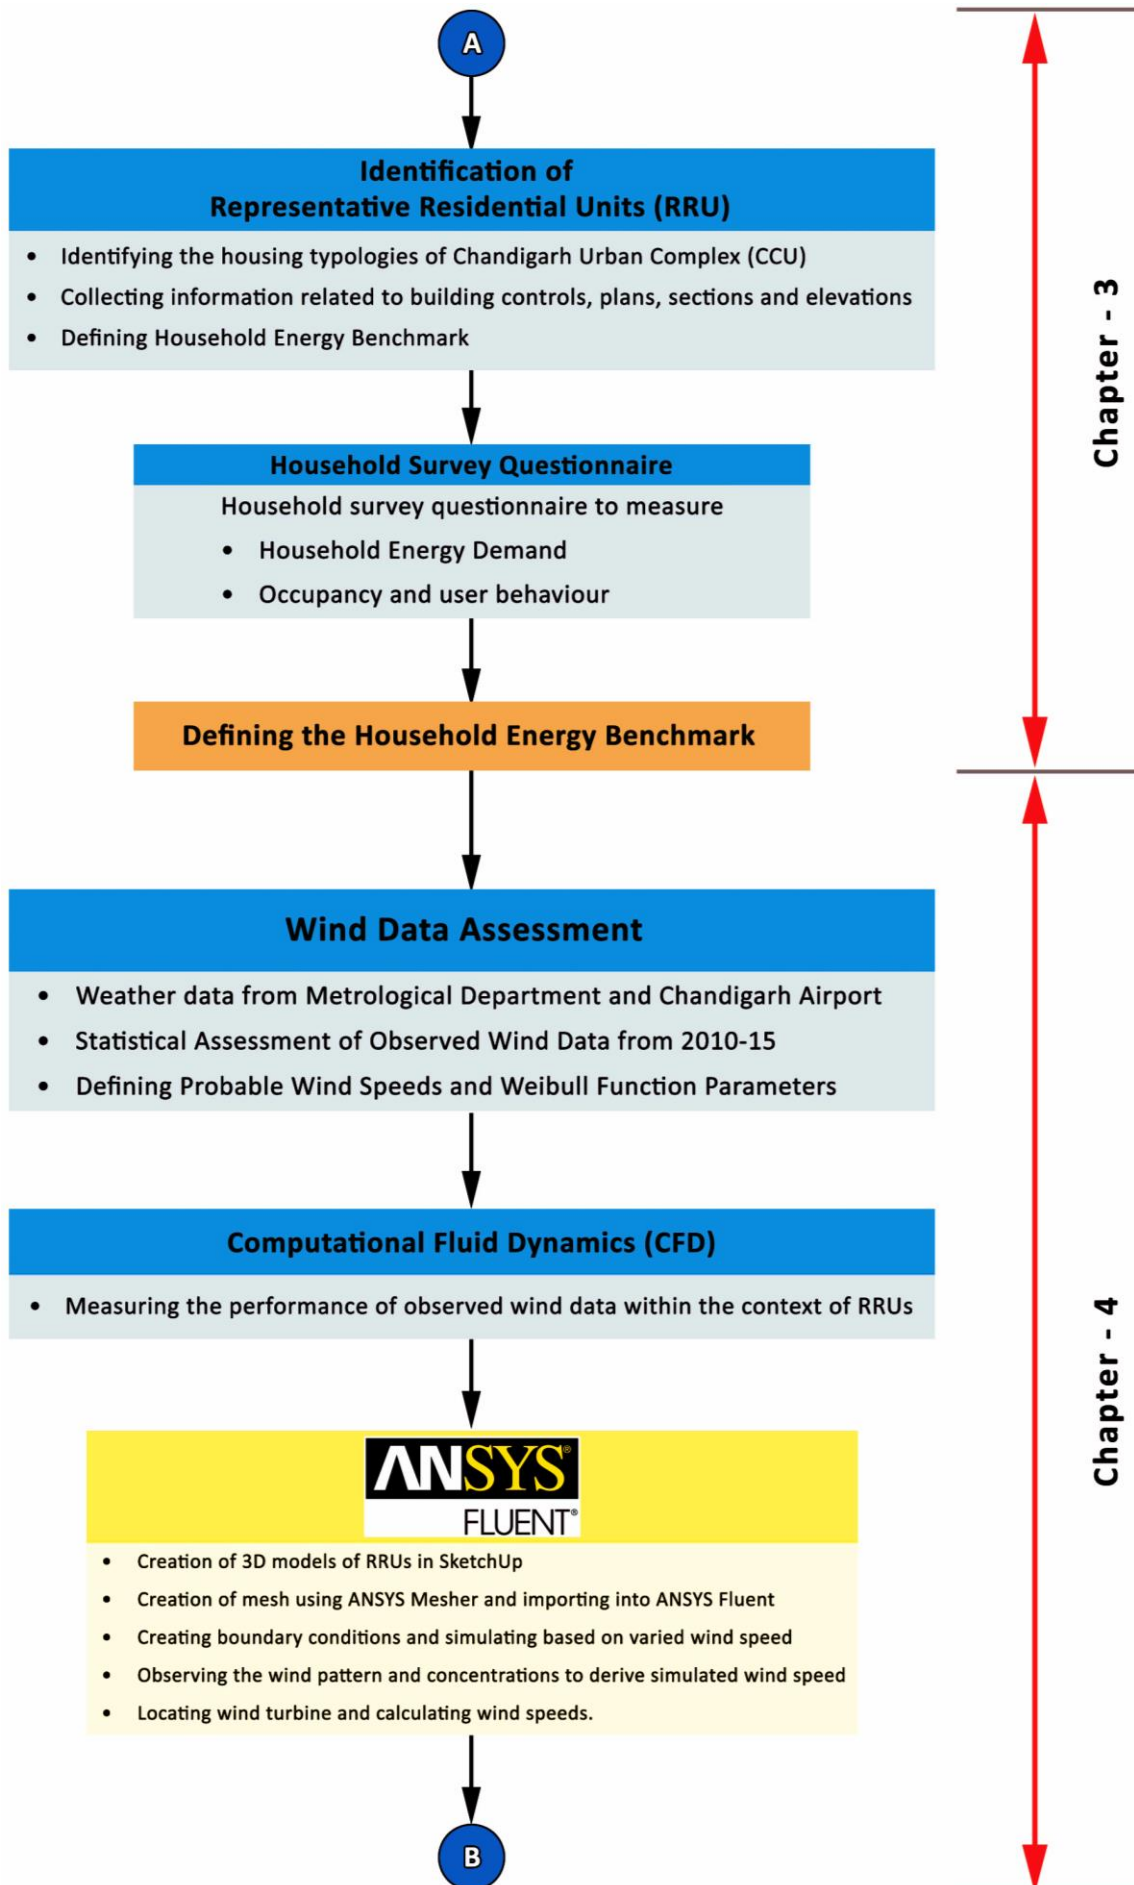 A
Identification of
Representative Residential Units (RRU)
• Identifying the housing typologies of Chandigarh Urban Complex (CCU)
• Collecting information related to building controls, plans, sections and elevations
• Defining Household Energy Benchmark
Household Survey Questionnaire
Household survey questionnaire to measure
• Household Energy Demand
• Occupancy and user behaviour
Defining the Household Energy Benchmark
Chapter - 3
Wind Data Assessment
• Weather data from Metrological Department and Chandigarh Airport
• Statistical Assessment of Observed Wind Data from 2010-15
• Defining Probable Wind Speeds and Weibull Function Parameters
Computational Fluid Dynamics (CFD)
• Measuring the performance of observed wind data within the context of RRUs
ANSYS®
FLUENT®
• Creation of 3D models of RRUs in SketchUp
• Creation of mesh using ANSYS Mesher and importing into ANSYS Fluent
• Creating boundary conditions and simulating based on varied wind speed
• Observing the wind pattern and concentrations to derive simulated wind speed
• Locating wind turbine and calculating wind speeds.
B
Chapter - 4